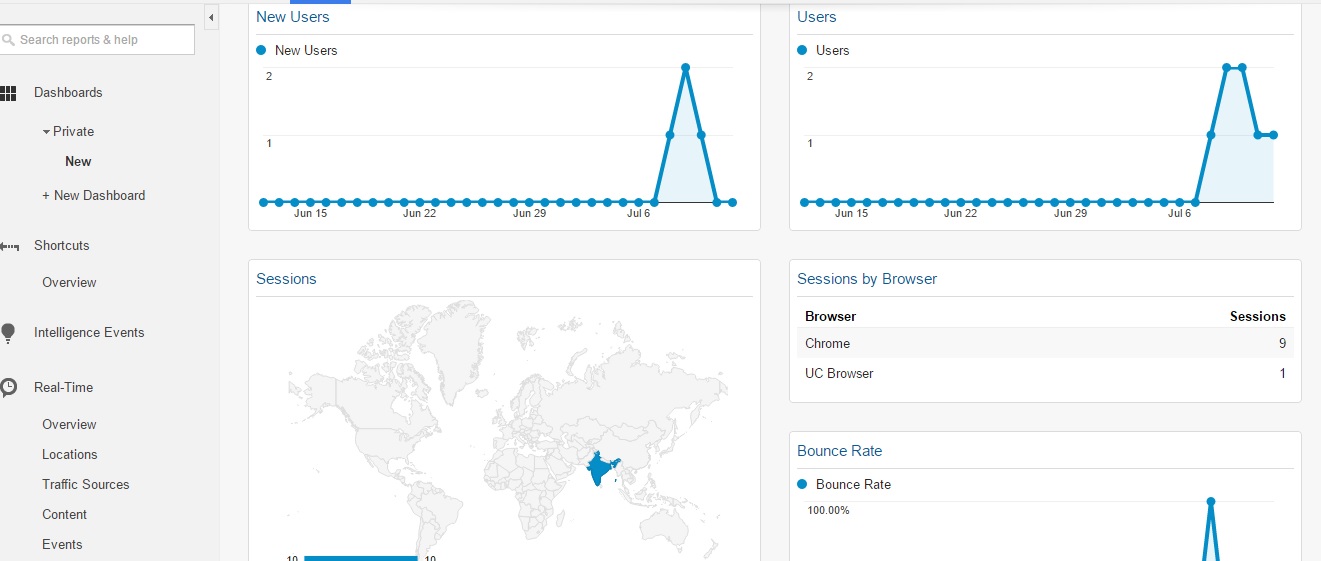 Search reports & help
Dashboards
Private
New
+ New Dashboard
Shortcuts
Overview
Intelligence Events
Real-Time
Overview
Locations
Traffic Sources
Content
Events
New Users
New Users
2
1
Jun 15 Jun 22 Jun 29 Jul 6
Users
Users
2
1
Jun 15 Jun 22 Jun 29 Jul 6
Sessions
10 10
Sessions by Browser
Browser Sessions
Chrome 9
UC Browser 1
Bounce Rate
Bounce Rate
100.00%